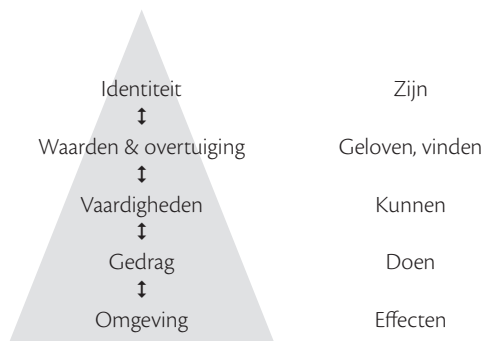 Identiteit Zijn
↕
Waarden & overtuiging Geloven, vinden
↕
Vaardigheden Kunnen
↕
Gedrag Doen
↕
Omgeving Effecten